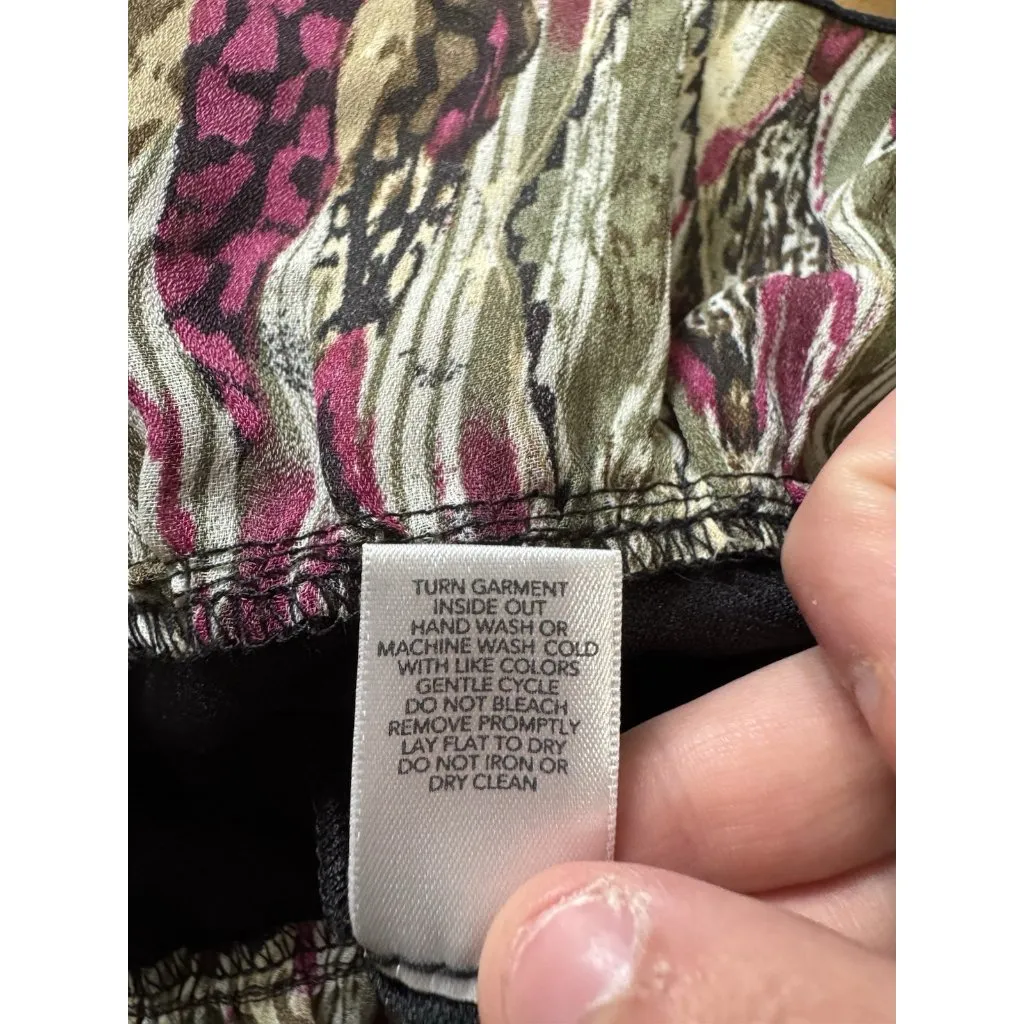 TURN GARMENT
INSIDE OUT
HAND WASH OR
MACHINE WASH COLD
WITH LIKE COLORS
GENTLE CYCLE
DO NOT BLEACH
REMOVE PROMPTLY
LAY FLAT TO DRY
DO NOT IRON OR
DRY CLEAN